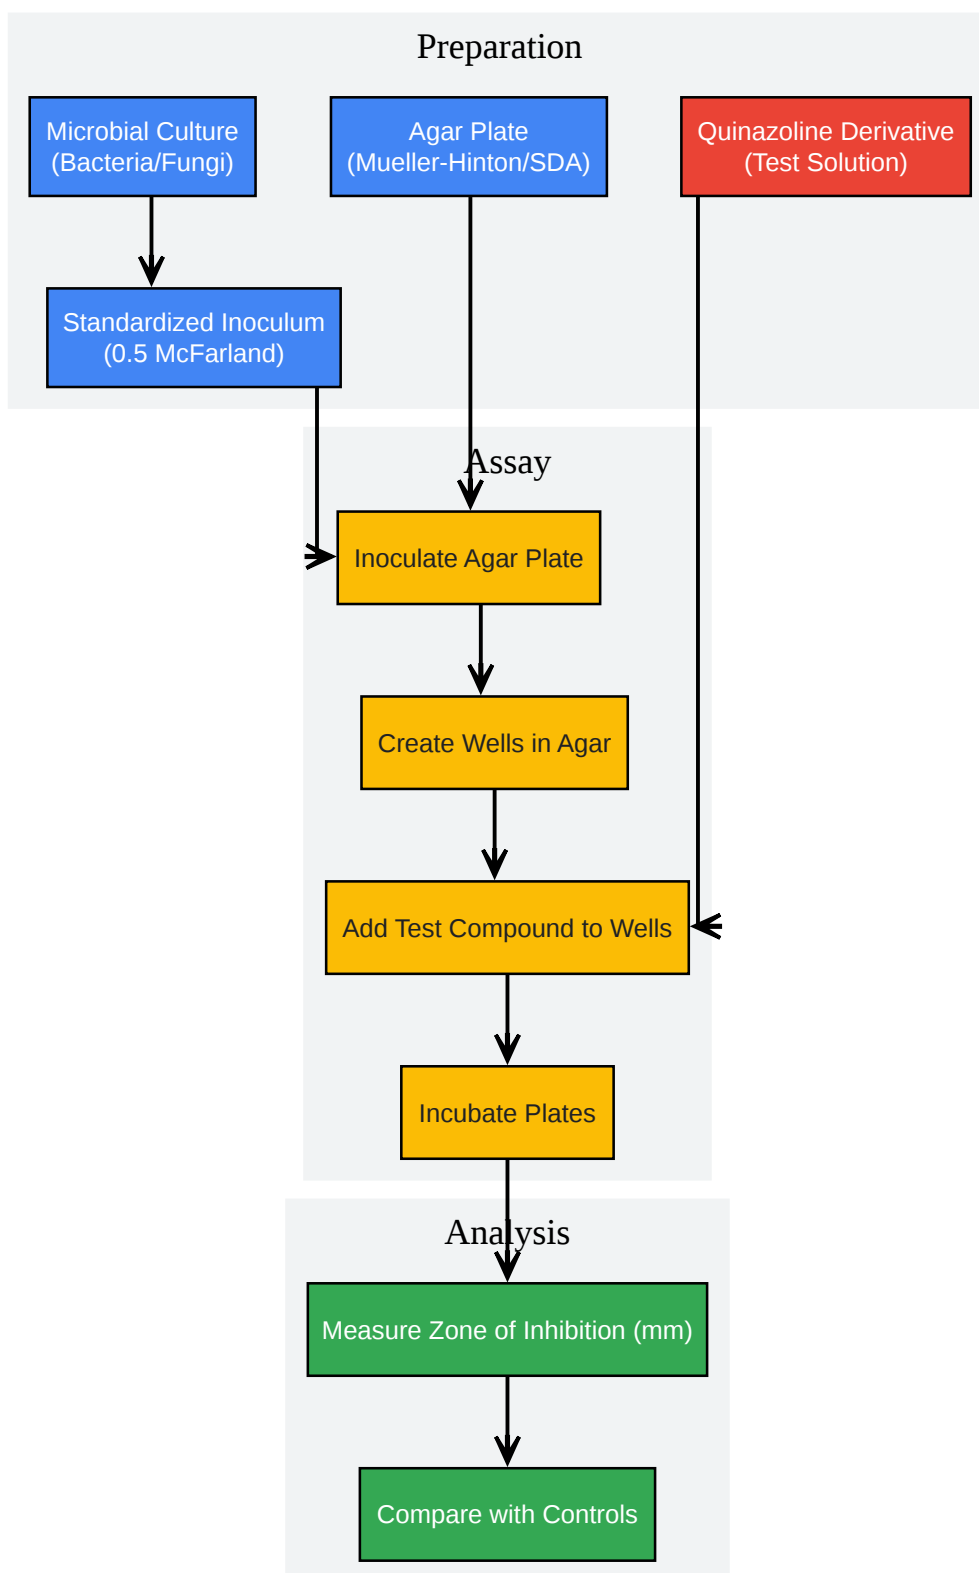 Preparation
Microbial Culture
(Bacteria/Fungi)
Agar Plate
(Mueller-Hinton/SDA)
Quinazoline Derivative
(Test Solution)
Standardized Inoculum
(0.5 McFarland)
Assay
Inoculate Agar Plate
Create Wells in Agar
Add Test Compound to Wells
Incubate Plates
Analysis
Measure Zone of Inhibition (mm)
Compare with Controls